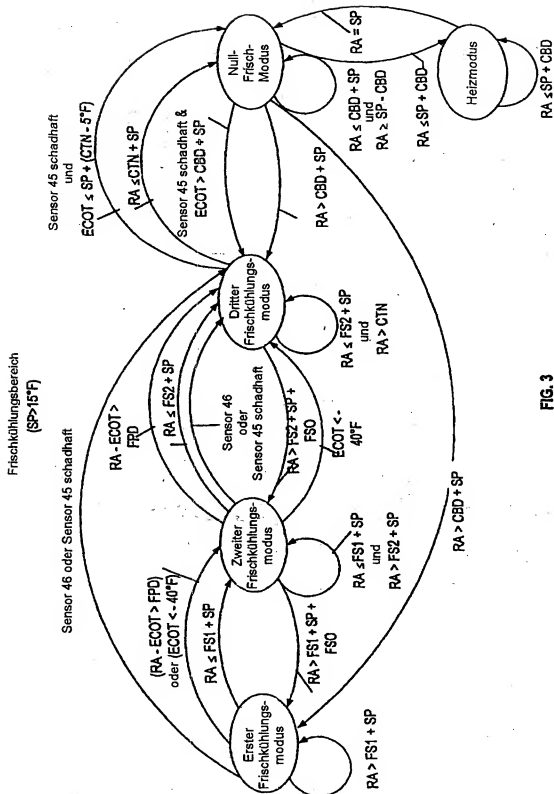 Frischkühlungsbereich
(SP>15°F)
Sensor 46 oder Sensor 45 schadhaft
Sensor 45 schadhaft
und
ECOT ≤ SP + (CTN - 5°F)
RA ≤CTN + SP
RA - ECOT >
FPD
RA ≤ FS2 + SP
Sensor 46
oder
Sensor 45 schadhaft
(RA - ECOT > FPD)
oder (ECOT <- 40°F)
RA ≤ FS1 + SP
Sensor 45 schadhaft &
ECOT > CBD + SP
RA = SP
Erster
Frischkühlungs-
modus
Zweiter
Frischkühlungs-
modus
Dritter
Frischkühlungs-
modus
Null-
Frisch-
Modus
Heizmodus
RA > FS1 + SP
RA > FS1 + SP +
FSO
RA ≤FS1 + SP
und
RA > FS2 + SP
RA > FS2 + SP +
FSO
ECOT <-
40°F
RA ≤ FS2 + SP
und
RA > CTN
RA > CBD + SP
RA ≤ CBD + SP
und
RA ≥ SP - CBD
RA ≤SP + CBD
RA ≤SP + CBD
RA > CBD + SP
FIG. 3